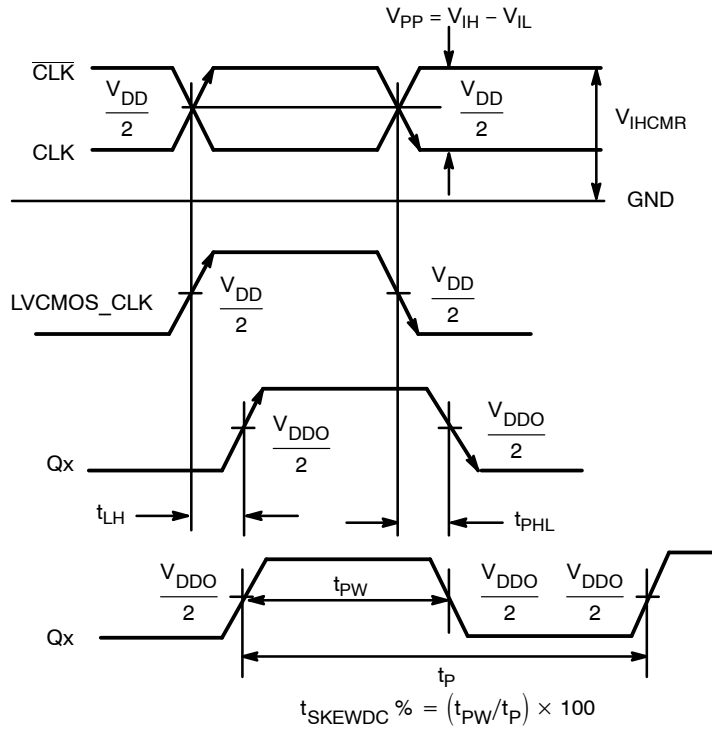 V_PP = V_IH – V_IL
C̅L̅K̅
V_DD/2
V_DD/2
V_IHCMR
CLK
GND
LVCMOS_CLK
V_DD/2
V_DD/2
V_DDO/2
V_DDO/2
Qx
t_LH
t_PHL
V_DDO/2
t_PW
V_DDO/2
V_DDO/2
Qx
t_P
t_SKEWDC % = (t_PW/t_P) × 100